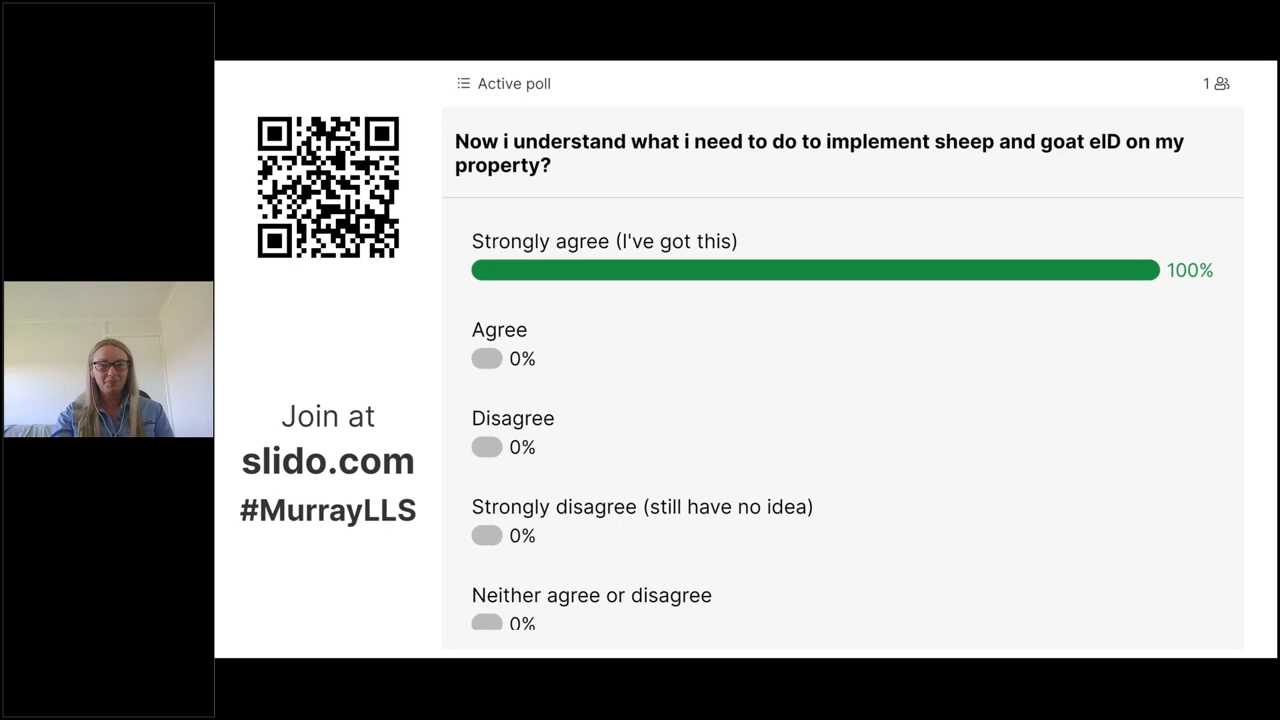 Active poll
1
Now i understand what i need to do to implement sheep and goat eID on my
property?
Strongly agree (I've got this)
100%
Agree
0%
Disagree
0%
Strongly disagree (still have no idea)
0%
Neither agree or disagree
0%
Join at
slido.com
#MurrayLLS